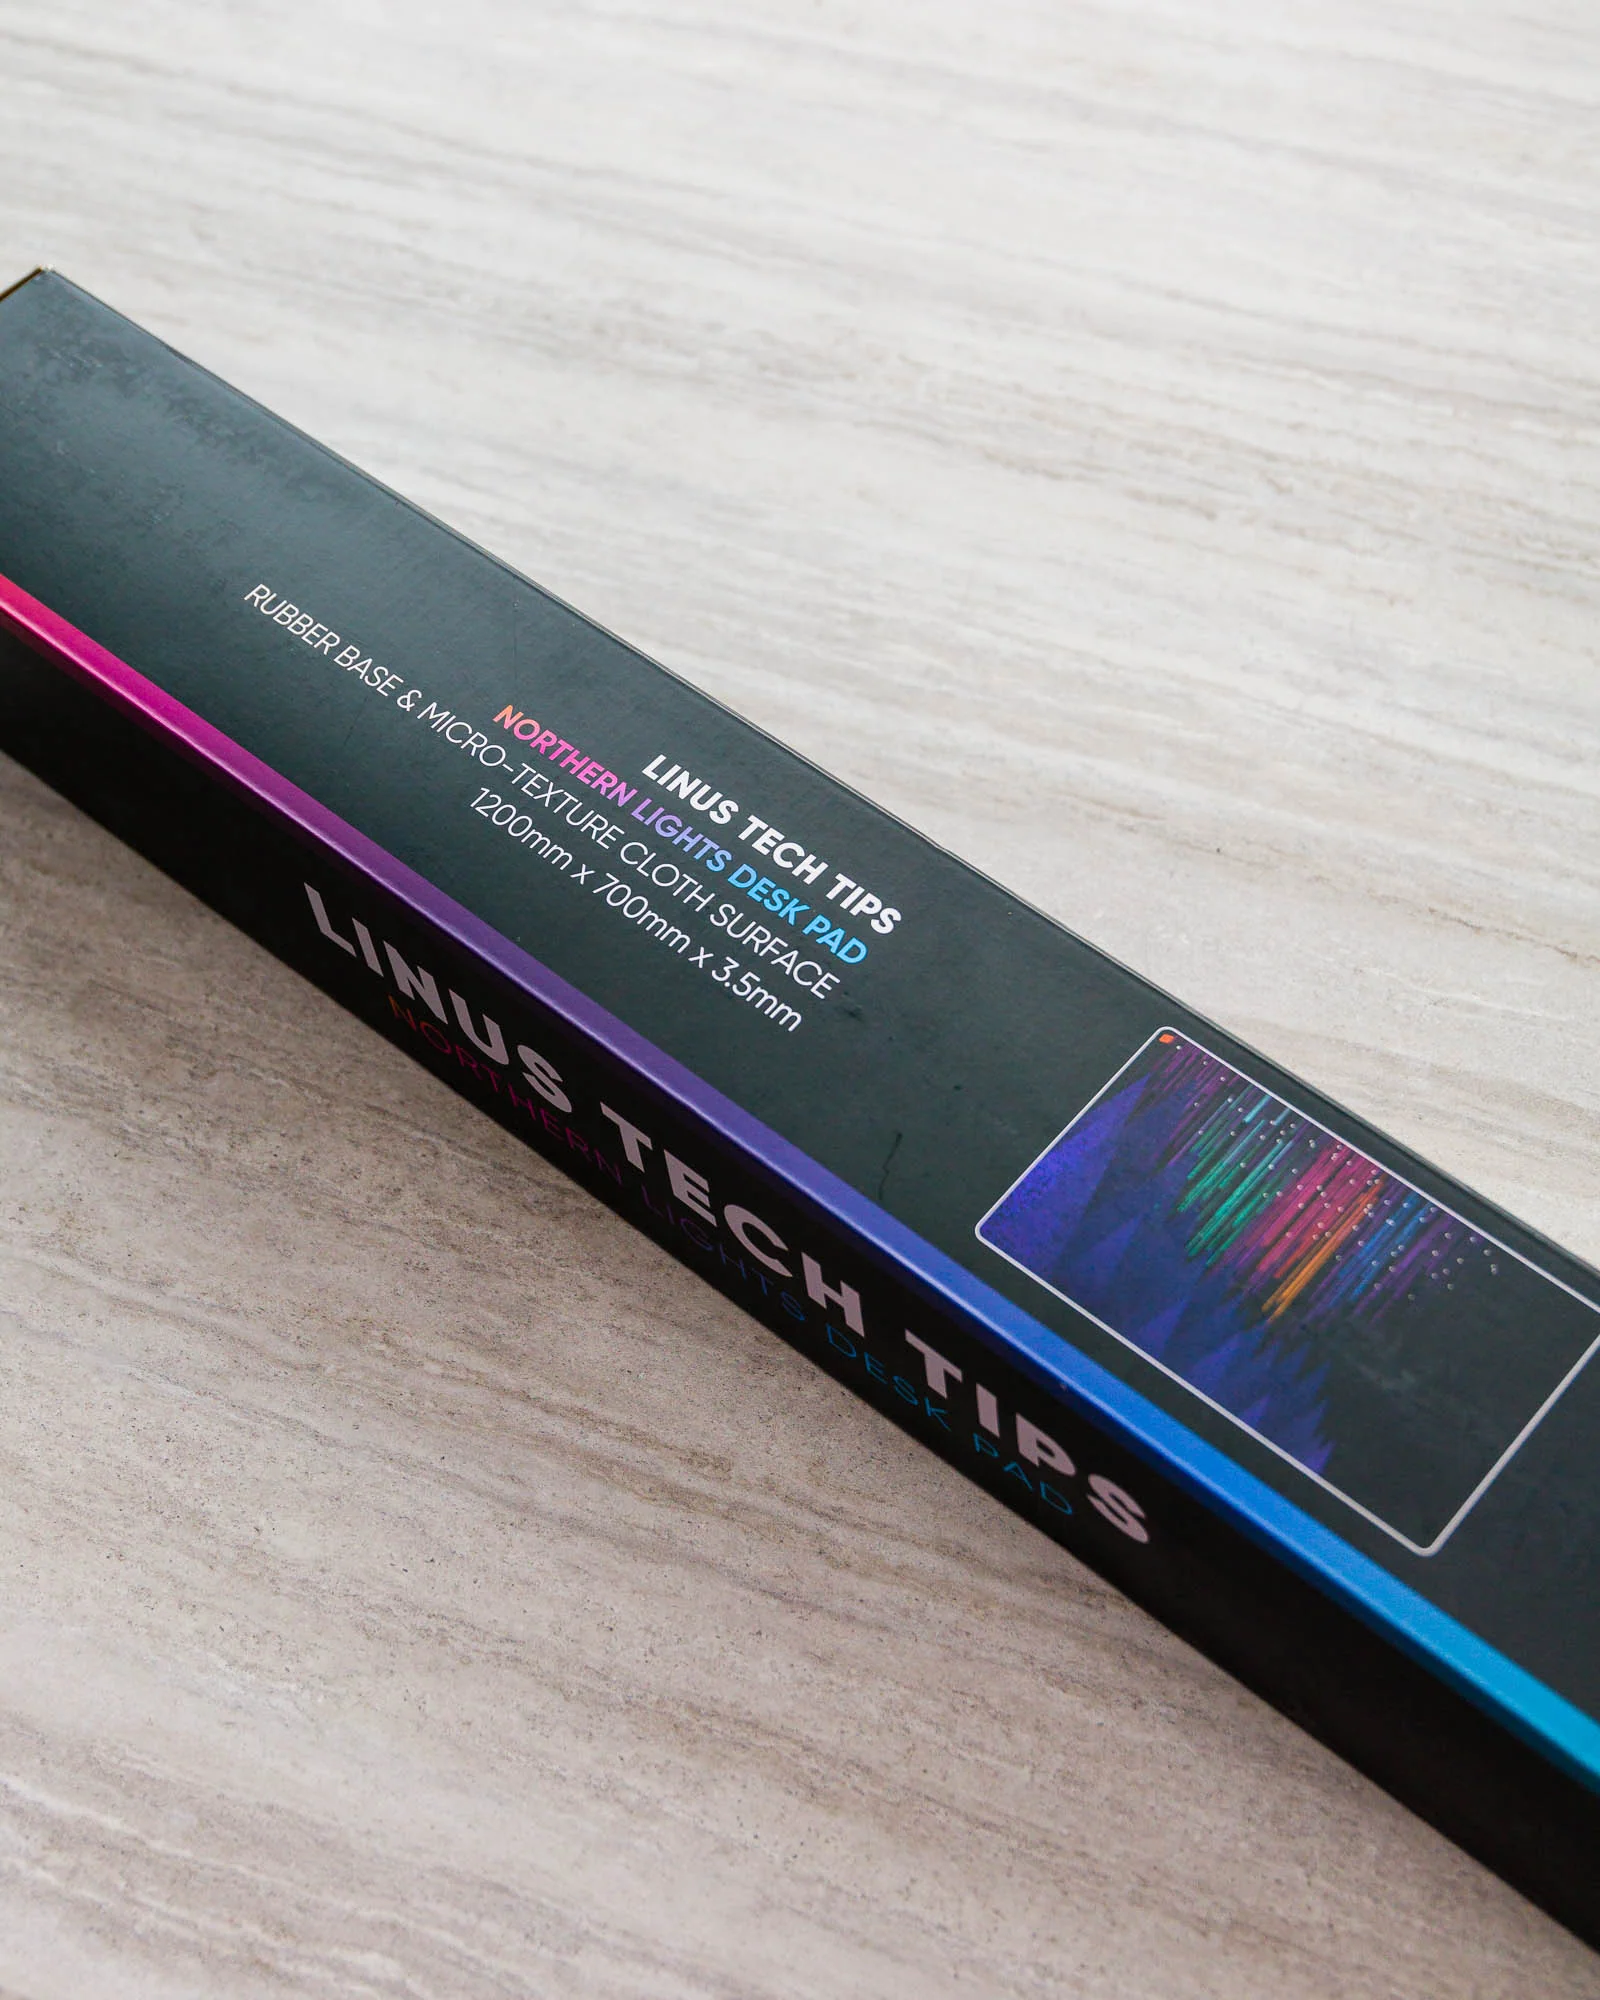 LINUS TECH TIPS
NORTHERN LIGHTS DESK PAD
RUBBER BASE & MICRO-TEXTURE CLOTH SURFACE
1200mm x 700mm x 3.5mm
LINUS TECH TIPS
NORTHERN LIGHTS DESK PAD